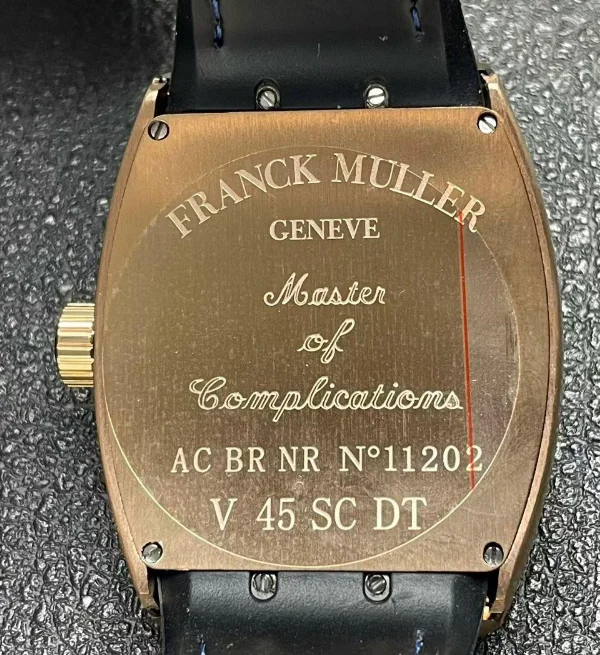 FRANCK MULLER
GENEVE
Master
of
Complications
AC BR NR N°11202
V 45 SC DT